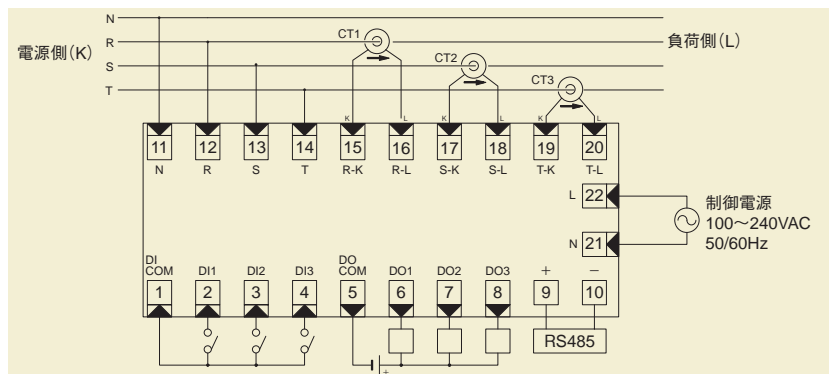 N
R
S
T
電源側(K)
負荷側(L)
CT1
CT2
CT3
K L K L K L
11 12 13 14 15 16 17 18 19 20
N R S T R-K R-L S-K S-L T-K T-L
L 22
N 21
制御電源
100～240VAC
50/60Hz
DI
COM DI1 DI2 DI3
DO
COM DO1 DO2 DO3 + −
1 2 3 4 5 6 7 8 9 10
RS485
+